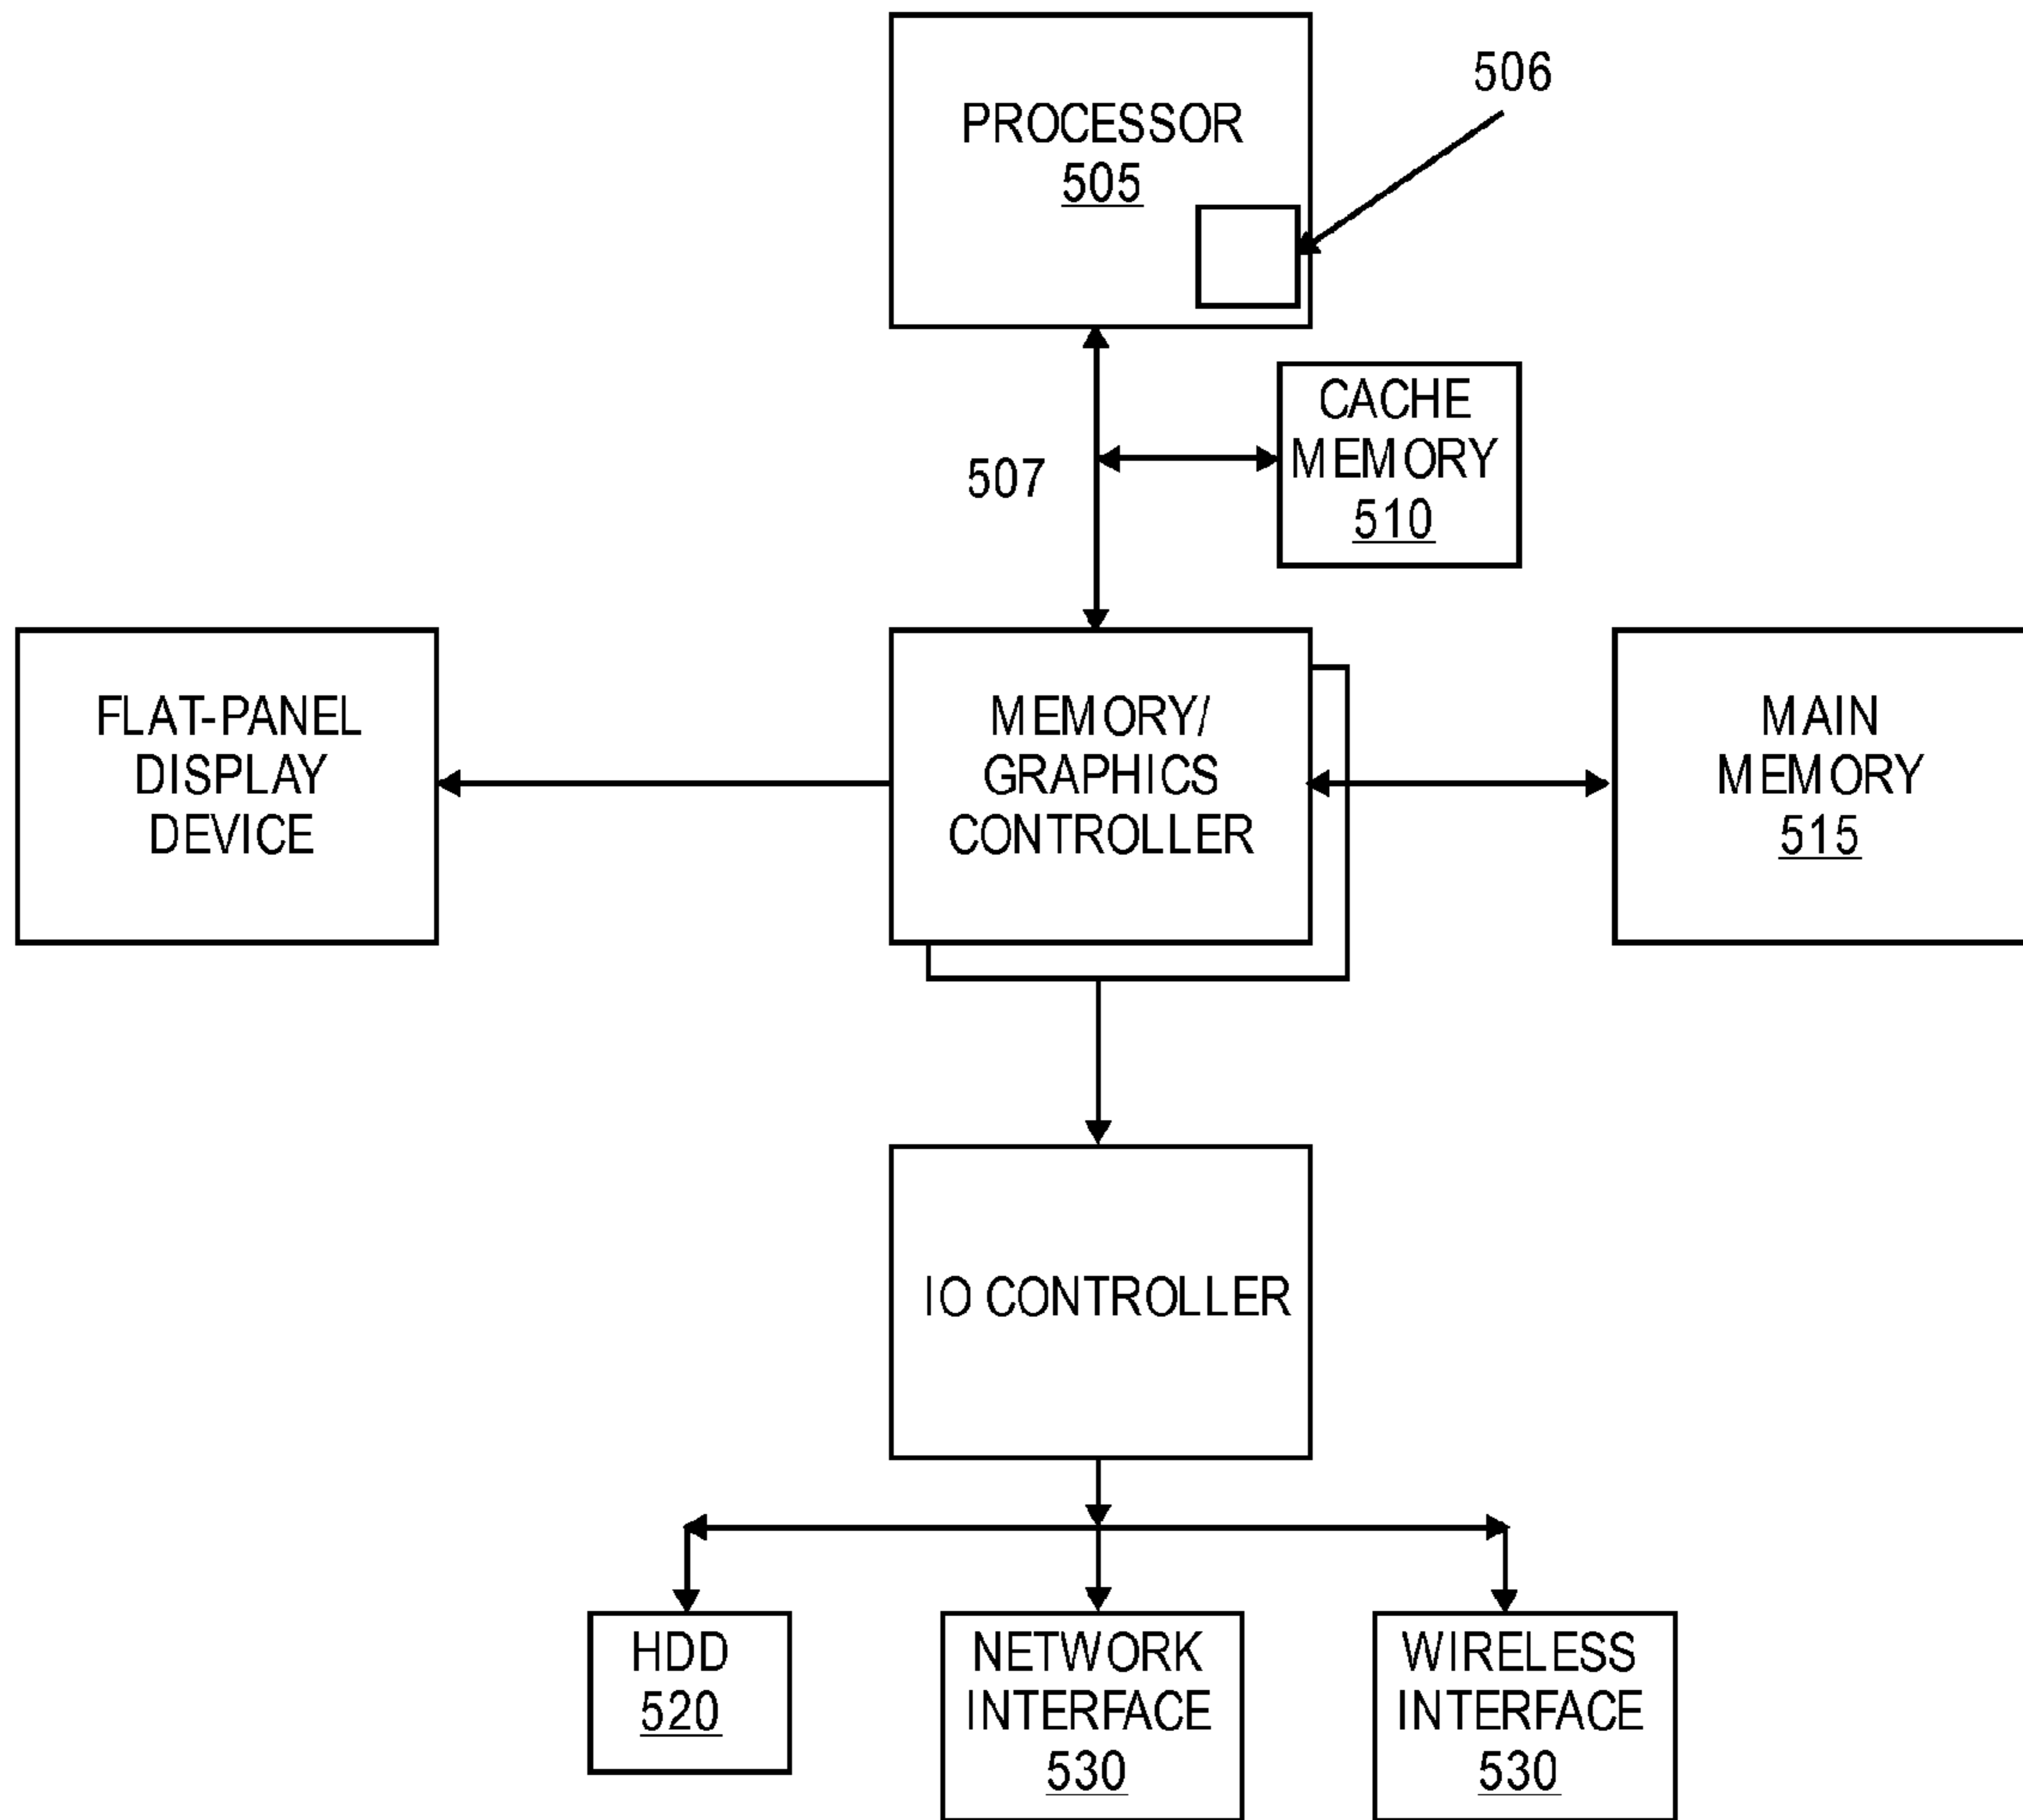 PROCESSOR
505
506
CACHE
MEMORY
510
507
FLAT-PANEL
DISPLAY
DEVICE
MEMORY/
GRAPHICS
CONTROLLER
MAIN
MEMORY
515
IO CONTROLLER
HDD
520
NETWORK
INTERFACE
530
WIRELESS
INTERFACE
530